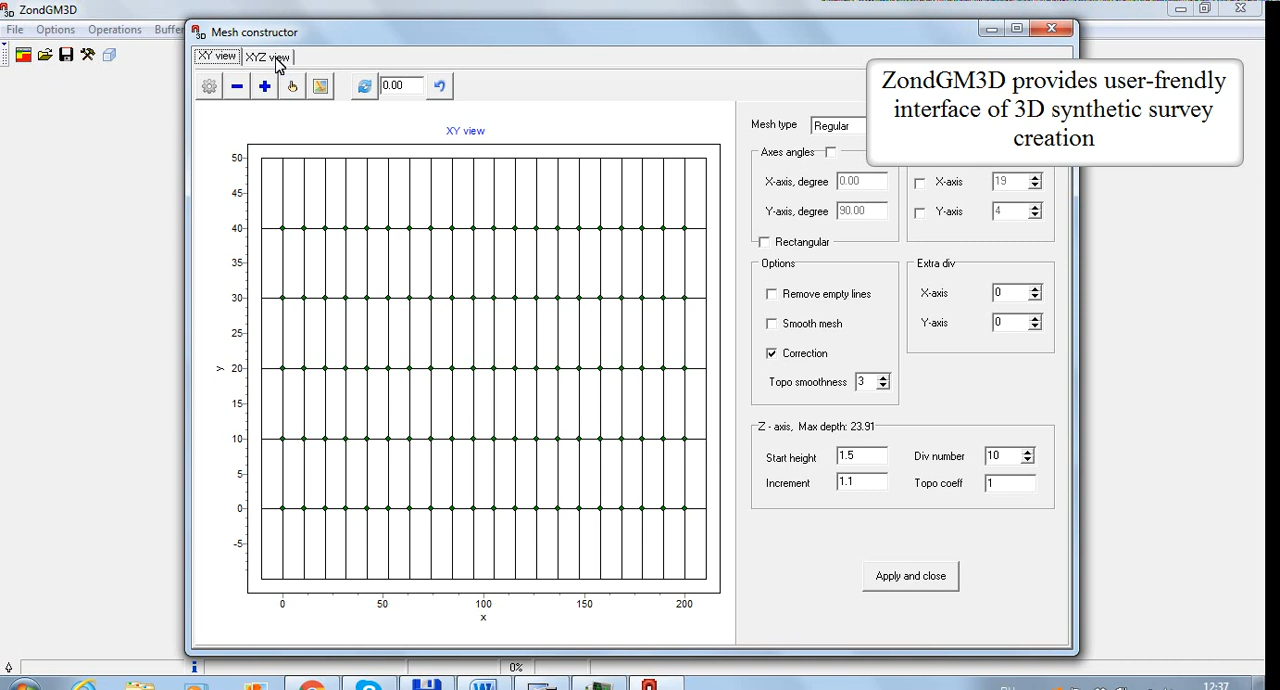 ZondGM3D
File Options Operations Buffer
Mesh constructor
XY view XYZ view
0.00
ZondGM3D provides user-frendly
interface of 3D synthetic survey
creation
XY view
50
45
40
35
30
25
20
15
10
5
0
-5
y
0 50 100 150 200
x
Mesh type Regular
Axes angles
X-axis, degree 0.00
Y-axis, degree 90.00
Rectangular
X-axis 19
Y-axis 4
Options
Remove empty lines
Smooth mesh
Correction
Topo smoothness 3
Extra div
X-axis 0
Y-axis 0
Z - axis, Max depth: 23.91
Start height 1.5 Div number 10
Increment 1.1 Topo coeff 1
Apply and close
0%
12:37